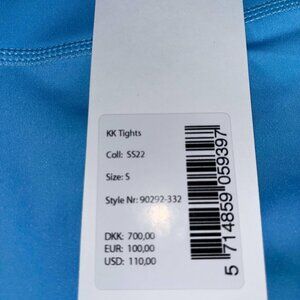 KK Tights
Coll: SS22
Size: S
Style Nr: 90292-332
DKK: 700,00
EUR: 100,00
USD: 110,00
5 714859 059397